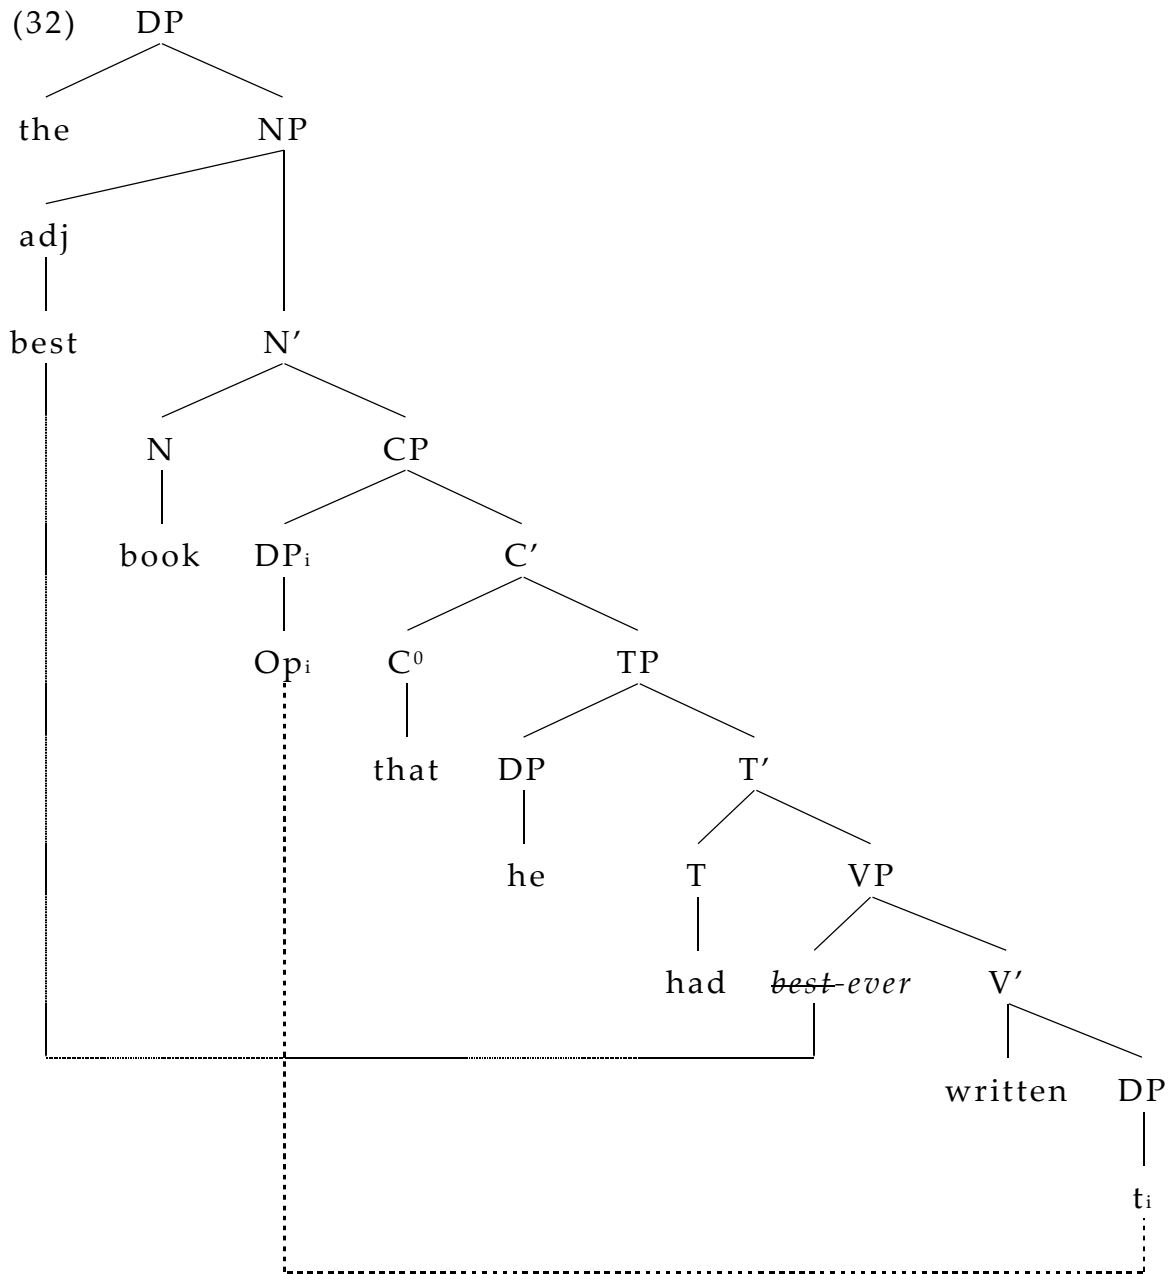 (32) DP
the NP
adj
best N′
N CP
book DPi C′
Opi C⁰ TP
that DP T′
he T VP
had best-ever V′
written DP
ti